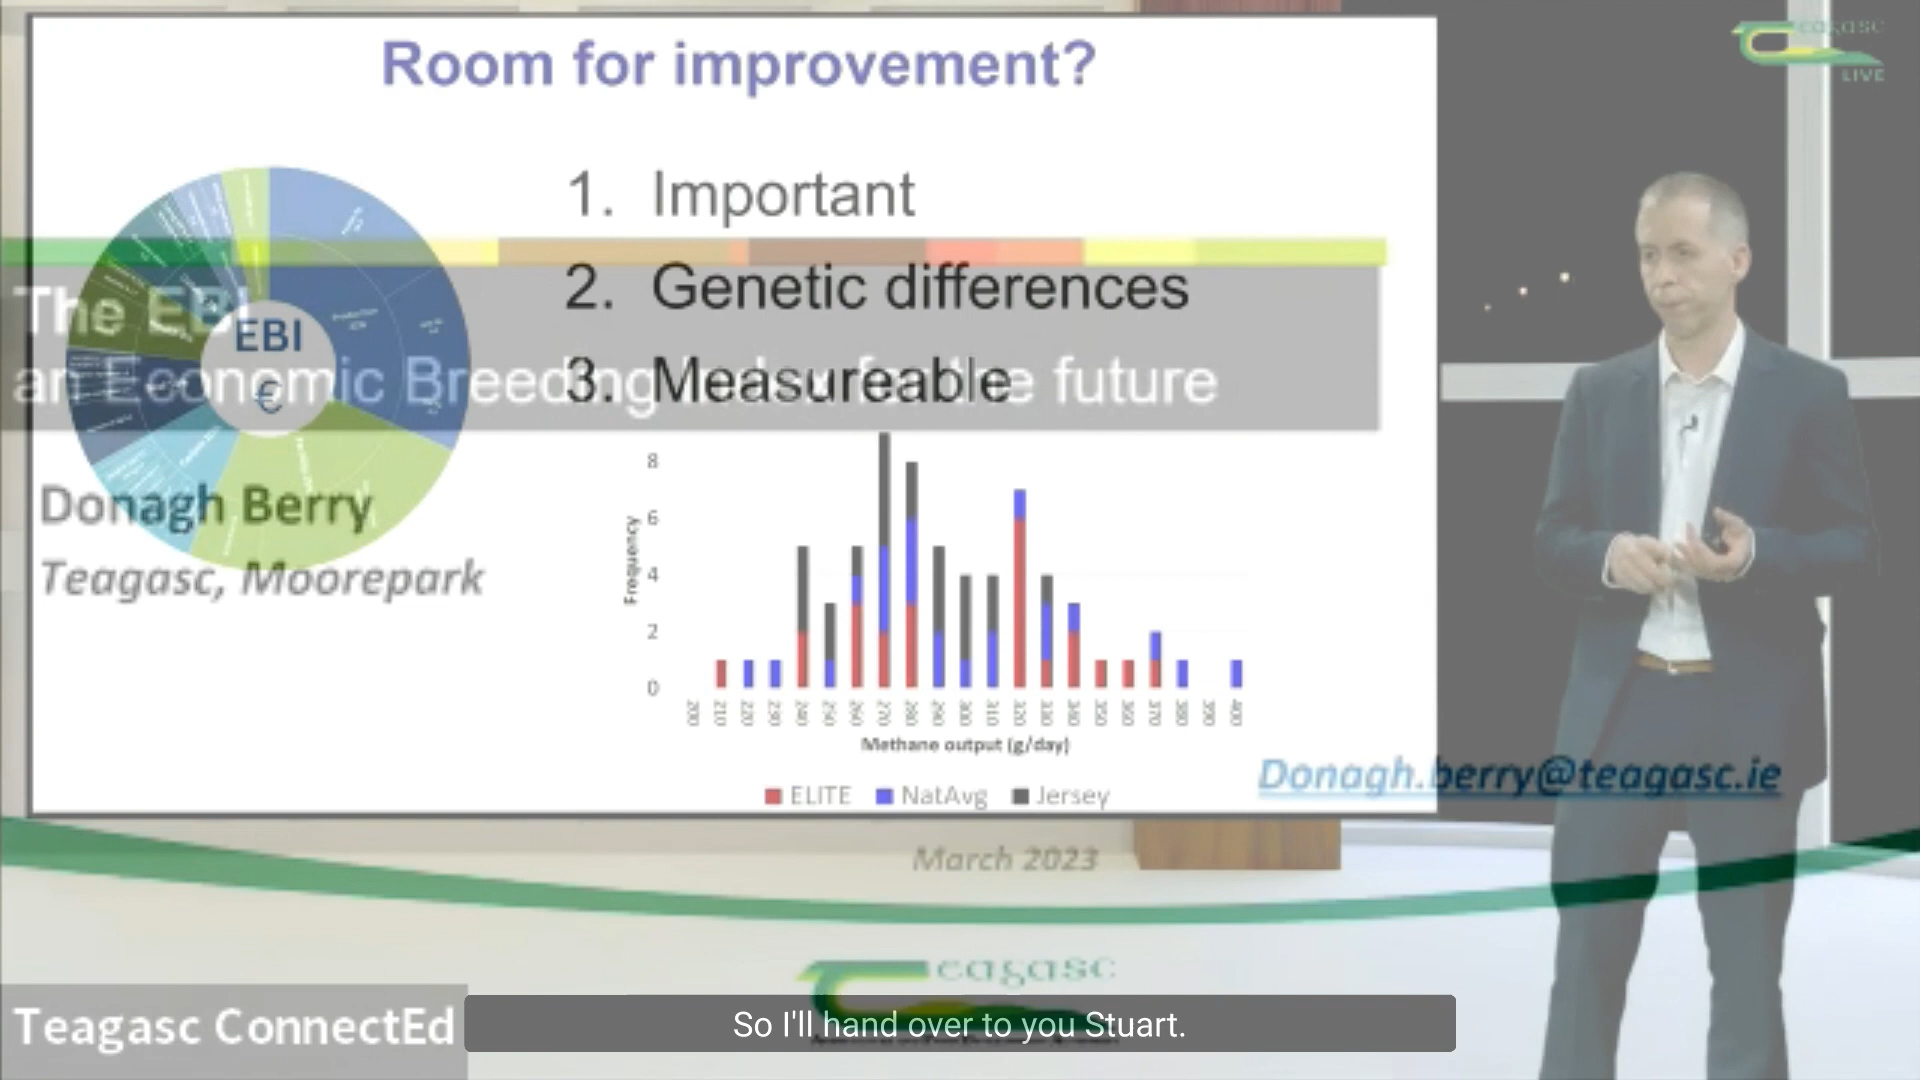 Room for improvement?
eagasc
LIVE
1. Important
2. Genetic differences
3. Measureable
The EBI
an Economic Breeding for the future
EBI
€
Donagh Berry
Teagasc, Moorepark
Frequency
8
6
4
2
0
200 210 220 230 240 250 260 270 280 290 300 310 320 330 340 350 360 370 380 390 400
Methane output (g/day)
ELITE NatAvg Jersey
Donagh.berry@teagasc.ie
March 2023
eagasc
Teagasc ConnectEd
So I'll hand over to you Stuart.